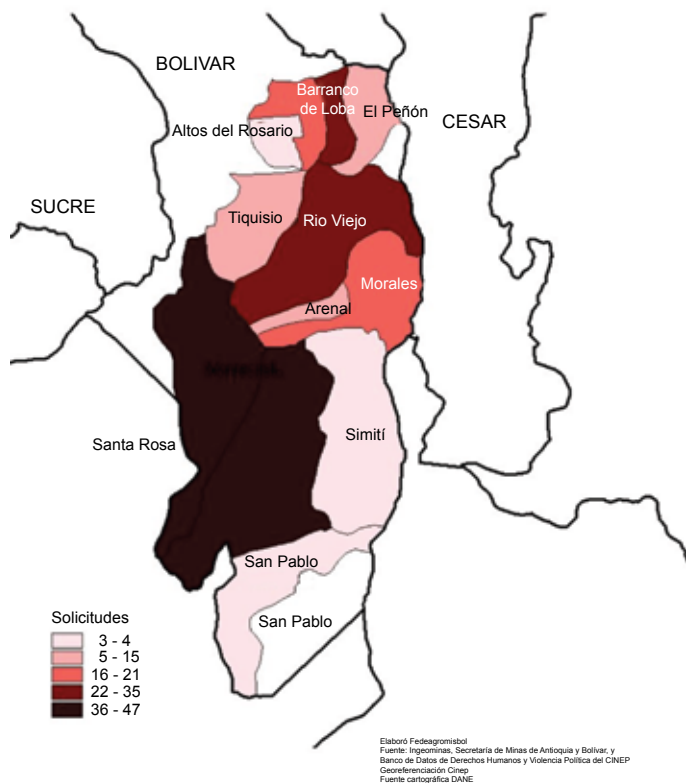 BOLIVAR
Barranco
de Loba
El Peñón
CESAR
Altos del Rosario
SUCRE
Tiquisio
Rio Viejo
Morales
Arenal
Santa Rosa
Simití
San Pablo
San Pablo
Solicitudes
3 - 4
5 - 15
16 - 21
22 - 35
36 - 47
Elaboró Fedeagromisbol
Fuente: Ingeominas, Secretaría de Minas de Antioquia y Bolívar, y
Banco de Datos de Derechos Humanos y Violencia Política del CINEP
Georeferenciación Cinep
Fuente cartográfica DANE